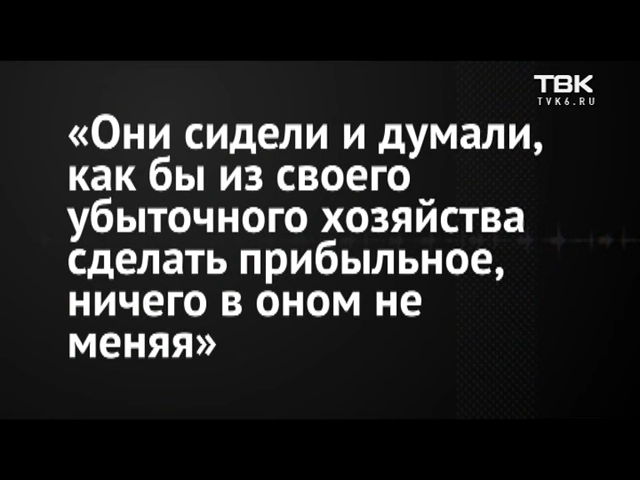 ТВК
TVK6.RU
«Они сидели и думали,
как бы из своего
убыточного хозяйства
сделать прибыльное,
ничего в оном не
меняя»